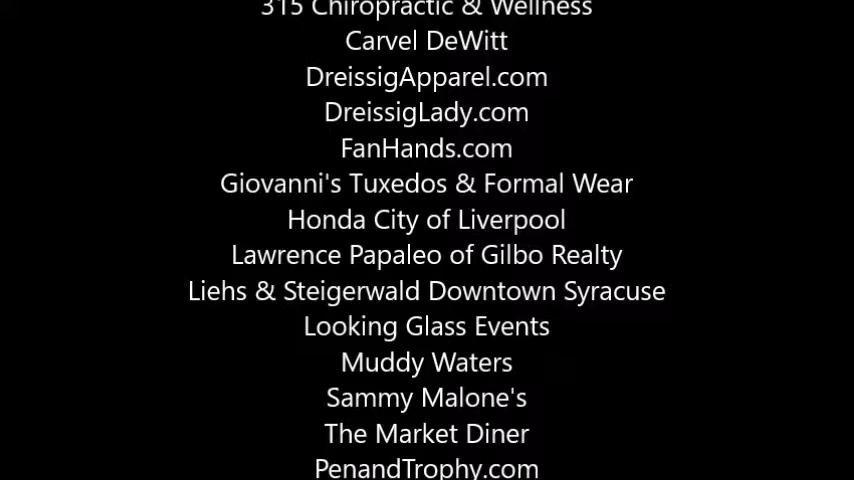 315 Chiropractic & Wellness
Carvel DeWitt
DreissigApparel.com
DreissigLady.com
FanHands.com
Giovanni's Tuxedos & Formal Wear
Honda City of Liverpool
Lawrence Papaleo of Gilbo Realty
Liehs & Steigerwald Downtown Syracuse
Looking Glass Events
Muddy Waters
Sammy Malone's
The Market Diner
PenandTrophy.com